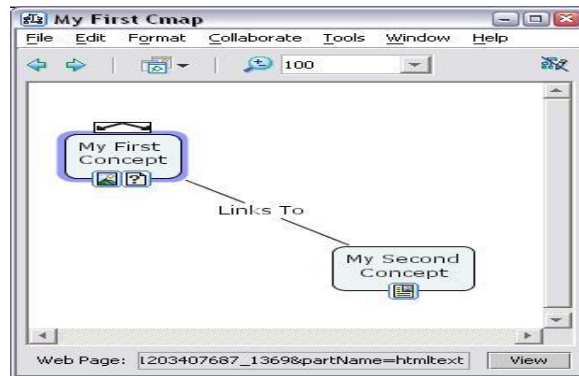 My First Cmap
File Edit Format Collaborate Tools Window Help
100
My First
Concept
Links To
My Second
Concept
Web Page: 1203407687_1369&partName=htmltext View